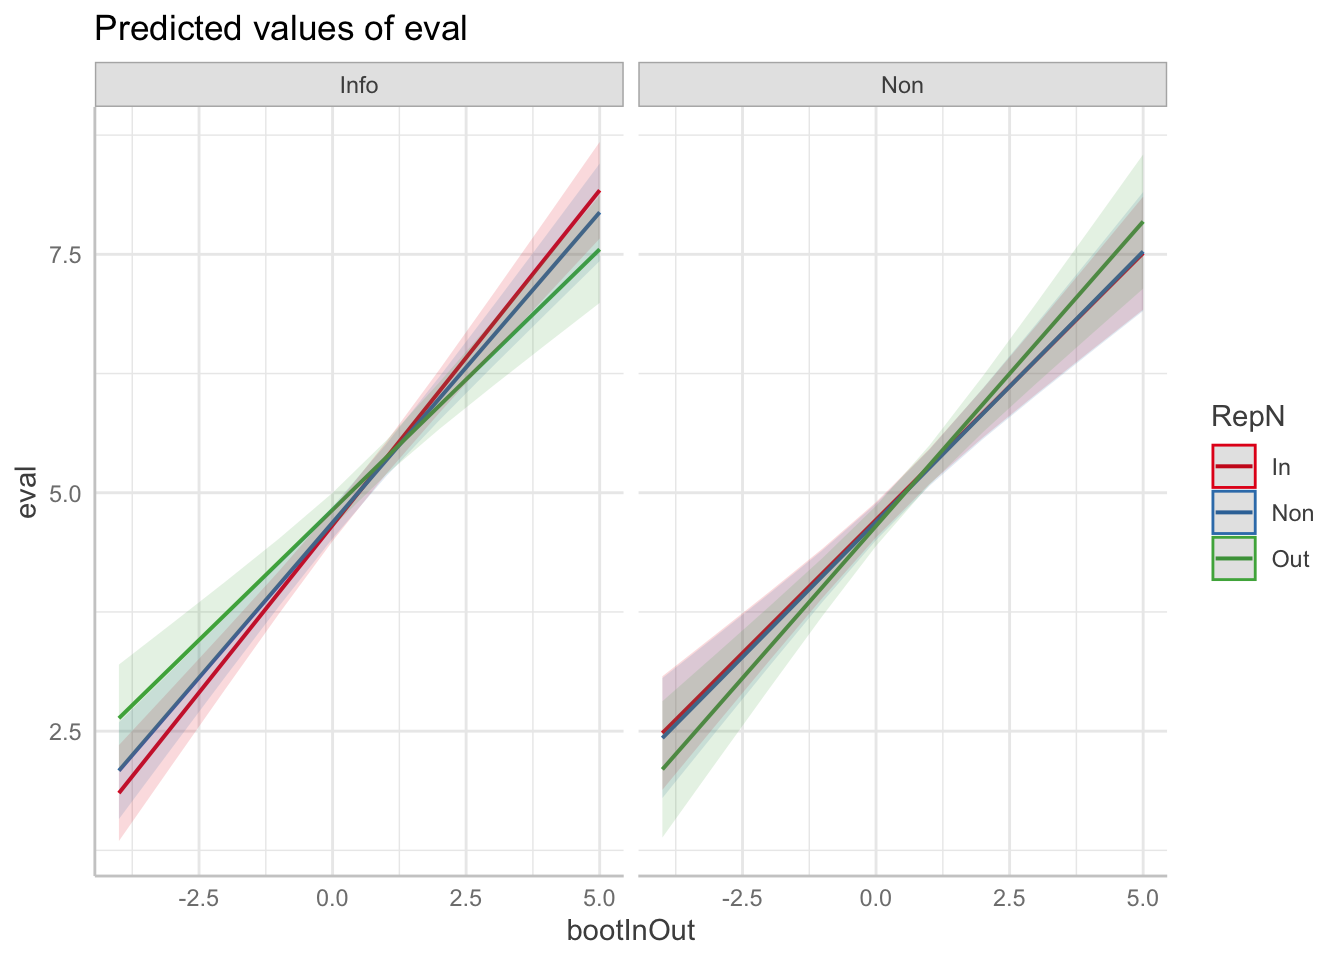 Predicted values of eval
Info
Non
7.5
5.0
2.5
eval
-2.5 0.0 2.5 5.0
-2.5 0.0 2.5 5.0
bootInOut
RepN
In
Non
Out